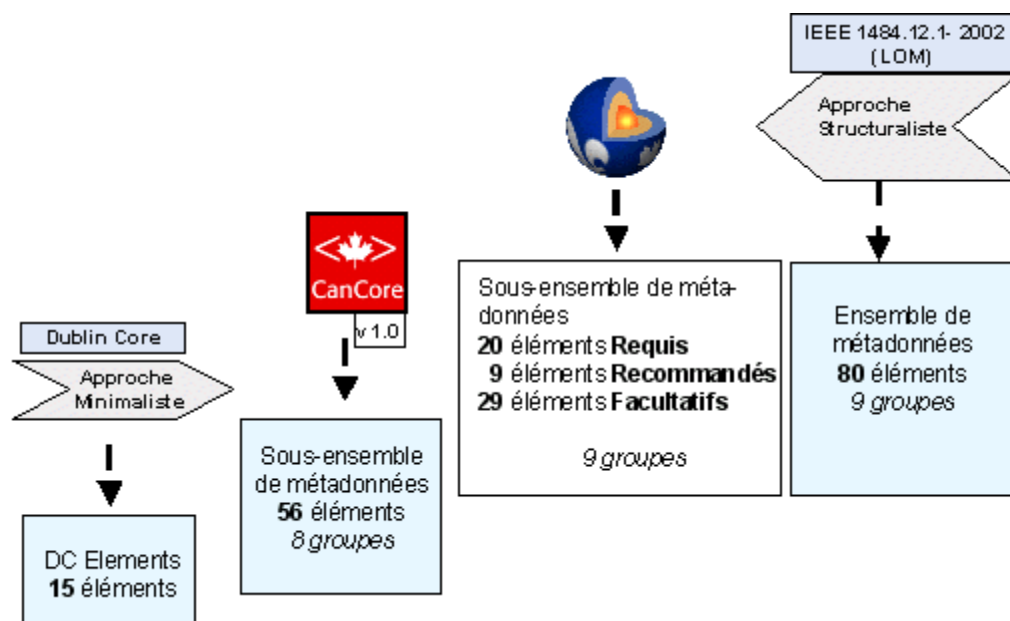 Dublin Core
Approche
Minimaliste
DC Elements
15 éléments
<CanCore>
CanCore
v 1.0
Sous-ensemble
de métadonnées
56 éléments
8 groupes
Sous-ensemble de méta-
données
20 éléments Requis
9 éléments Recommandés
29 éléments Facultatifs
9 groupes
IEEE 1484.12.1- 2002
(LOM)
Approche
Structuraliste
Ensemble de
métadonnées
80 éléments
9 groupes